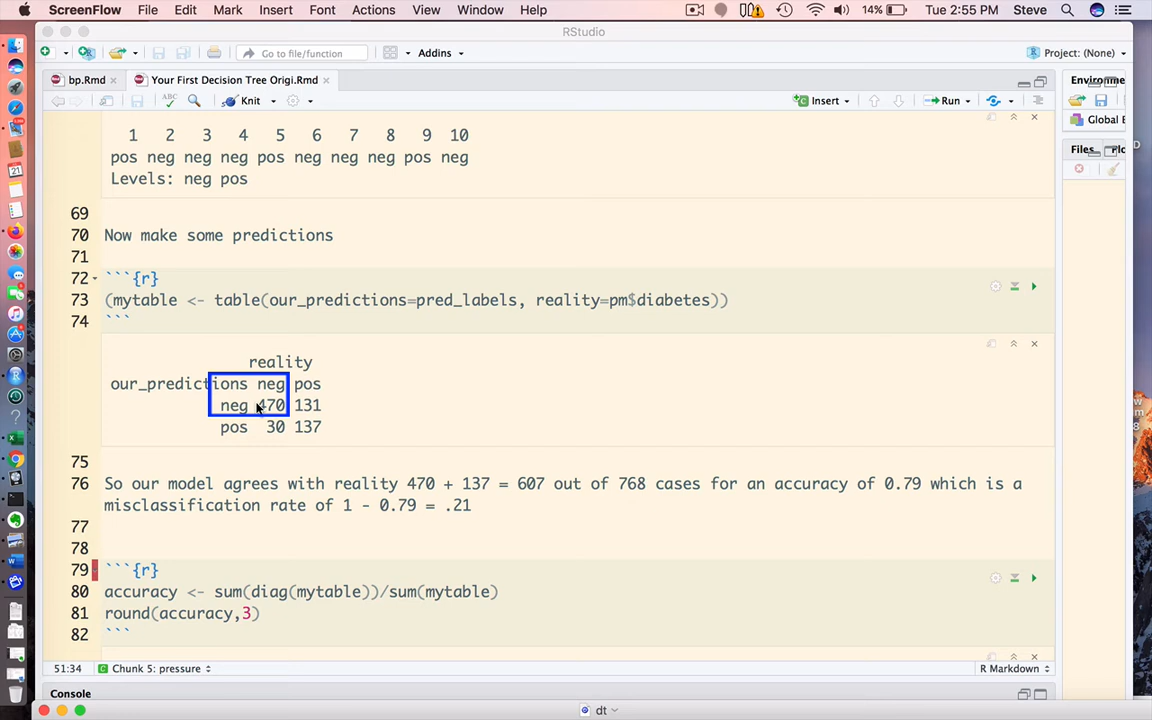 ScreenFlow File Edit Mark Insert Font Actions View Window Help 14% Tue 2:55 PM Steve
RStudio
Go to file/function Addins Project: (None)
bp.Rmd Your First Decision Tree Origi.Rmd Environme
ABC Knit Insert Run
Global E
1 2 3 4 5 6 7 8 9 10
pos neg neg neg pos neg neg neg pos neg
Levels: neg pos
Files Plo
69
70 Now make some predictions
71
72 ```{r}
73 (mytable <- table(our_predictions=pred_labels, reality=pm$diabetes))
74 ```
reality
our_predictions neg pos
neg 470 131
pos 30 137
75
76 So our model agrees with reality 470 + 137 = 607 out of 768 cases for an accuracy of 0.79 which is a
misclassification rate of 1 - 0.79 = .21
77
78
79 ```{r}
80 accuracy <- sum(diag(mytable))/sum(mytable)
81 round(accuracy,3)
82 ```
51:34 Chunk 5: pressure R Markdown
Console
dt